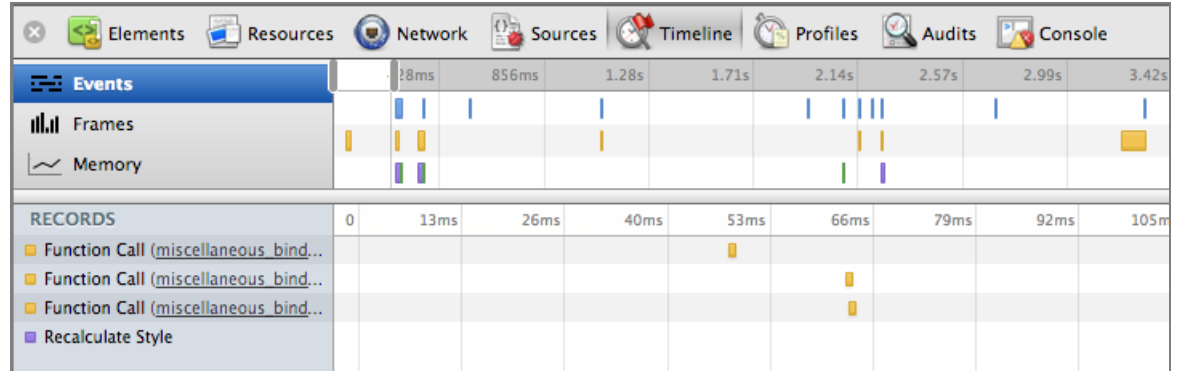 Elements Resources Network Sources Timeline Profiles Audits Console
Events 28ms 856ms 1.28s 1.71s 2.14s 2.57s 2.99s 3.42s
Frames
Memory
RECORDS 0 13ms 26ms 40ms 53ms 66ms 79ms 92ms 105m
Function Call (miscellaneous_bind...
Function Call (miscellaneous_bind...
Function Call (miscellaneous_bind...
Recalculate Style